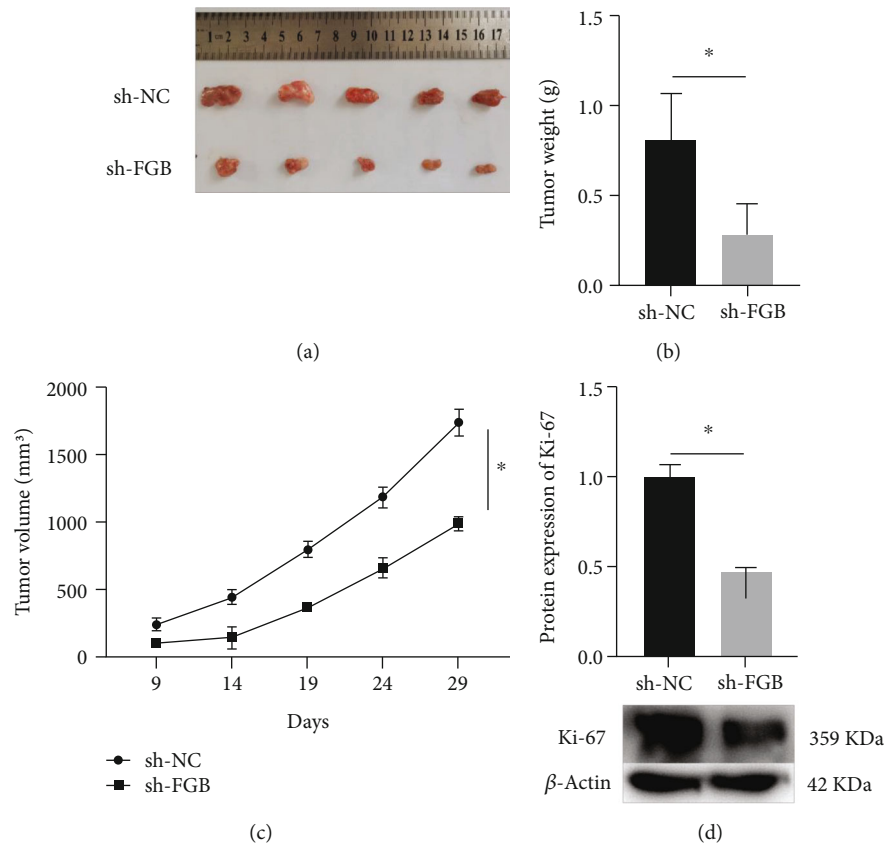 1 cm 2 3 4 5 6 7 8 9 10 11 12 13 14 15 16 17
sh-NC
sh-FGB
(a)
Tumor weight (g)
1.5
1.0
0.5
0.0
*
sh-NC sh-FGB
(b)
Tumor volume (mm³)
2000
1500
1000
500
0
*
9 14 19 24 29
Days
sh-NC
sh-FGB
(c)
Protein expression of Ki-67
1.5
1.0
0.5
0.0
*
sh-NC sh-FGB
Ki-67 359 KDa
β-Actin 42 KDa
(d)